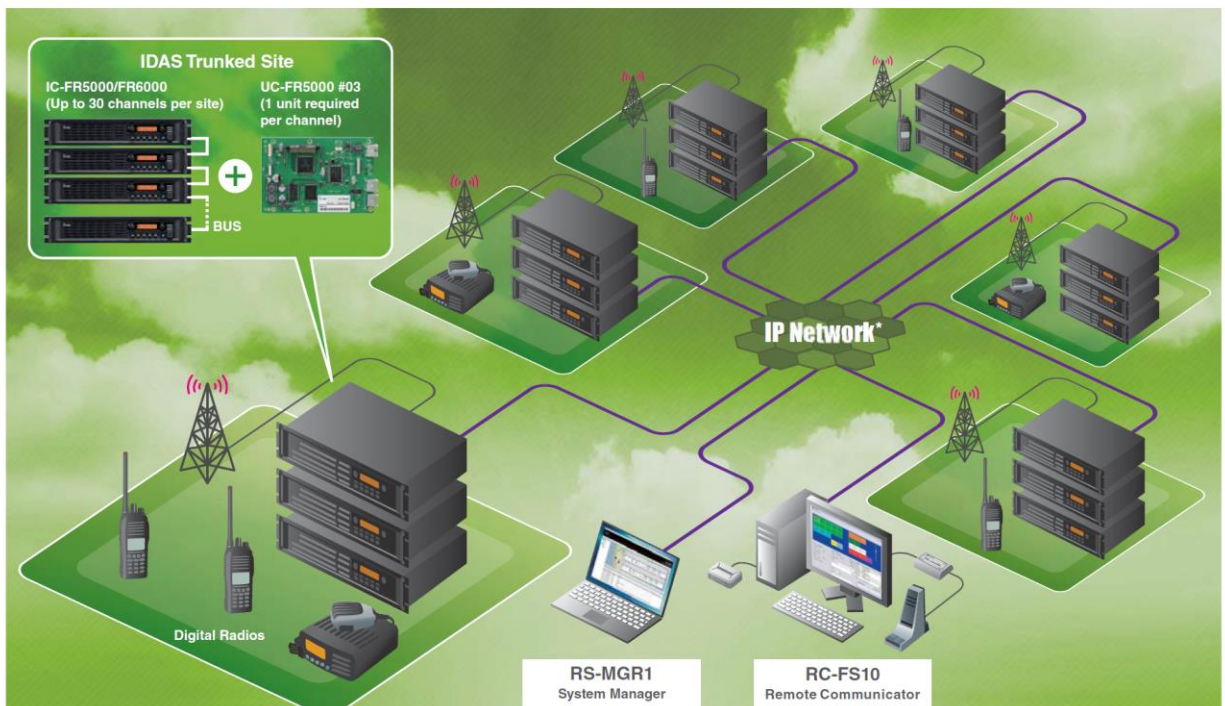 IDAS Trunked Site
IC-FR5000/FR6000
(Up to 30 channels per site)
UC-FR5000 #03
(1 unit required
per channel)
BUS
IP Network*
Digital Radios
RS-MGR1
System Manager
RC-FS10
Remote Communicator